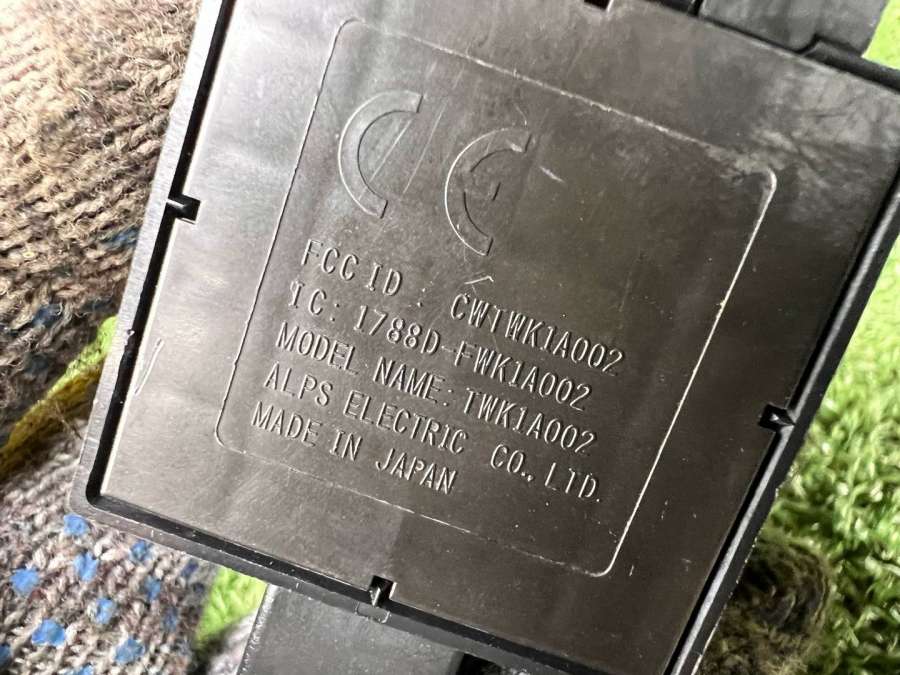 CE
FCC ID : CWTWK1A002
IC: 1788D-FWK1A002
MODEL NAME: TWK1A002
ALPS ELECTRIC CO., LTD.
MADE IN JAPAN